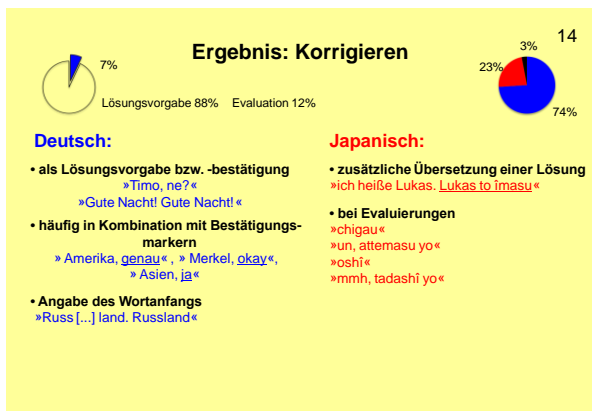 14
Ergebnis: Korrigieren
7%
Lösungsvorgabe 88% Evaluation 12%
3%
23%
74%
Deutsch:
• als Lösungsvorgabe bzw. -bestätigung
»Timo, ne?«
»Gute Nacht! Gute Nacht!«
• häufig in Kombination mit Bestätigungs-
markern
» Amerika, genau« , » Merkel, okay«,
» Asien, ja«
• Angabe des Wortanfangs
»Russ [...] land. Russland«
Japanisch:
• zusätzliche Übersetzung einer Lösung
»ich heiße Lukas. Lukas to îmasu«
• bei Evaluierungen
»chigau«
»un, attemasu yo«
»oshî«
»mmh, tadashî yo«